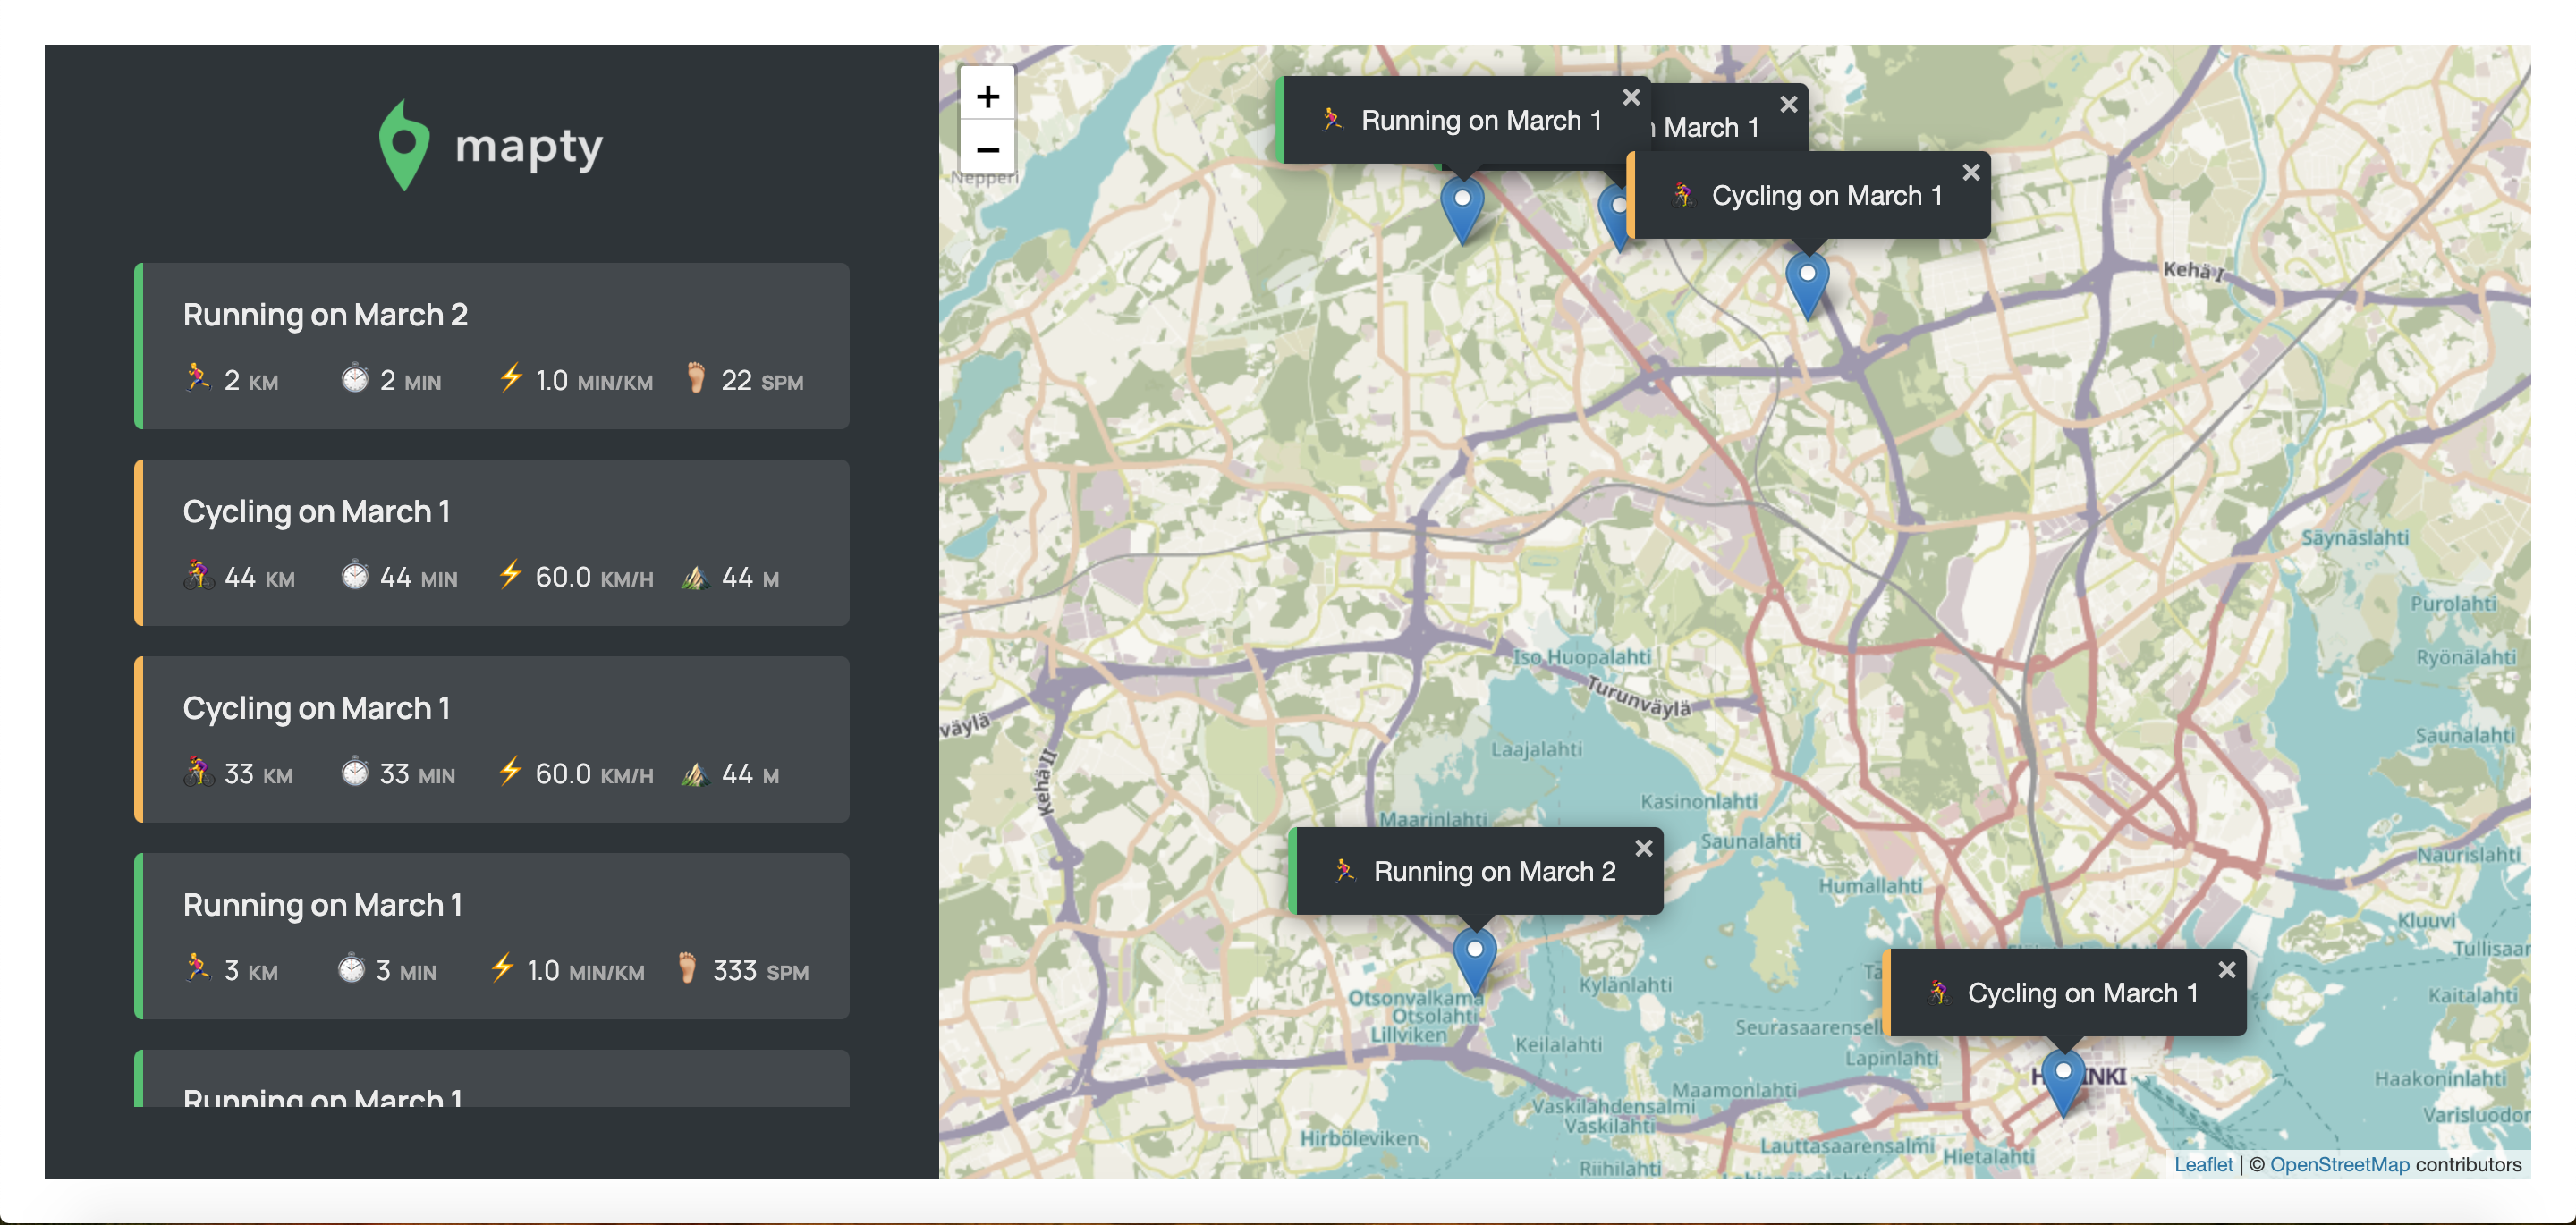 mapty
Running on March 2
2 KM 2 MIN 1.0 MIN/KM 22 SPM
Cycling on March 1
44 KM 44 MIN 60.0 KM/H 44 M
Cycling on March 1
33 KM 33 MIN 60.0 KM/H 44 M
Running on March 1
3 KM 3 MIN 1.0 MIN/KM 333 SPM
Running on March 1
+
−
Nepperi
Running on March 1 ×
March 1 ×
Cycling on March 1 ×
Kehä I
Säynäslahti
Purolahti
Iso Huopalahti
Ryönälahti
Turunväylä
väylä
Saunalahti
Laajalahti
Kehä II
Kasinonlahti
Maarinlahti
Saunalahti
Naurislahti
Running on March 2 ×
Humallahti
Kluuvi
Tullisaar
Kylänlahti
Cycling on March 1 ×
Otsonvalkama
Kaitalahti
Otsolahti
Seurasaarensel
Lillviken
Keilalahti
Lapinlahti
H INKI
Haakoninlahti
Maamonlahti
Vaskilahdensalmi
Varisluodon
Vaskilahti
Hirböleviken
Lauttasaarensalmi
Hietalahti
Riihilahti
Leaflet | © OpenStreetMap contributors